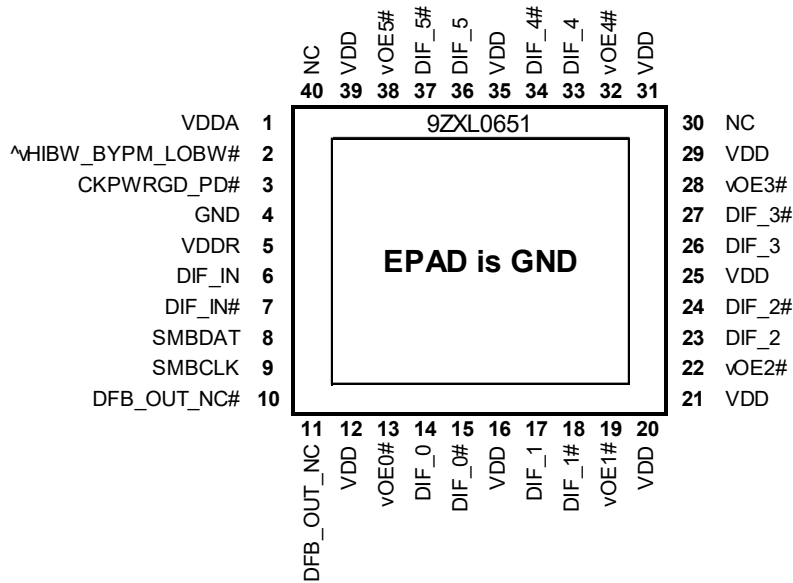 NC
VDD
vOE5#
DIF_5#
DIF_5
VDD
DIF_4#
DIF_4
vOE4#
VDD
40 39 38 37 36 35 34 33 32 31
9ZXL0651
VDDA 1
^vHIBW_BYPM_LOBW# 2
CKPWRGD_PD# 3
GND 4
VDDR 5
DIF_IN 6
DIF_IN# 7
SMBDAT 8
SMBCLK 9
DFB_OUT_NC# 10
EPAD is GND
30 NC
29 VDD
28 vOE3#
27 DIF_3#
26 DIF_3
25 VDD
24 DIF_2#
23 DIF_2
22 vOE2#
21 VDD
11 12 13 14 15 16 17 18 19 20
DFB_OUT_NC
VDD
vOE0#
DIF_0
DIF_0#
VDD
DIF_1
DIF_1#
vOE1#
VDD